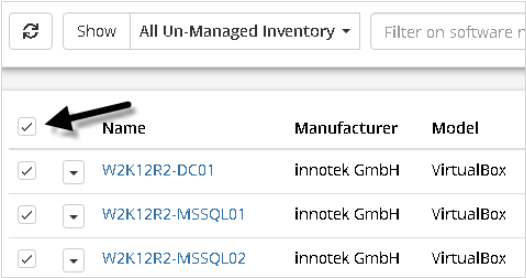 Show All Un-Managed Inventory Filter on software n
Name Manufacturer Model
W2K12R2-DC01 innotek GmbH VirtualBox
W2K12R2-MSSQL01 innotek GmbH VirtualBox
W2K12R2-MSSQL02 innotek GmbH VirtualBox